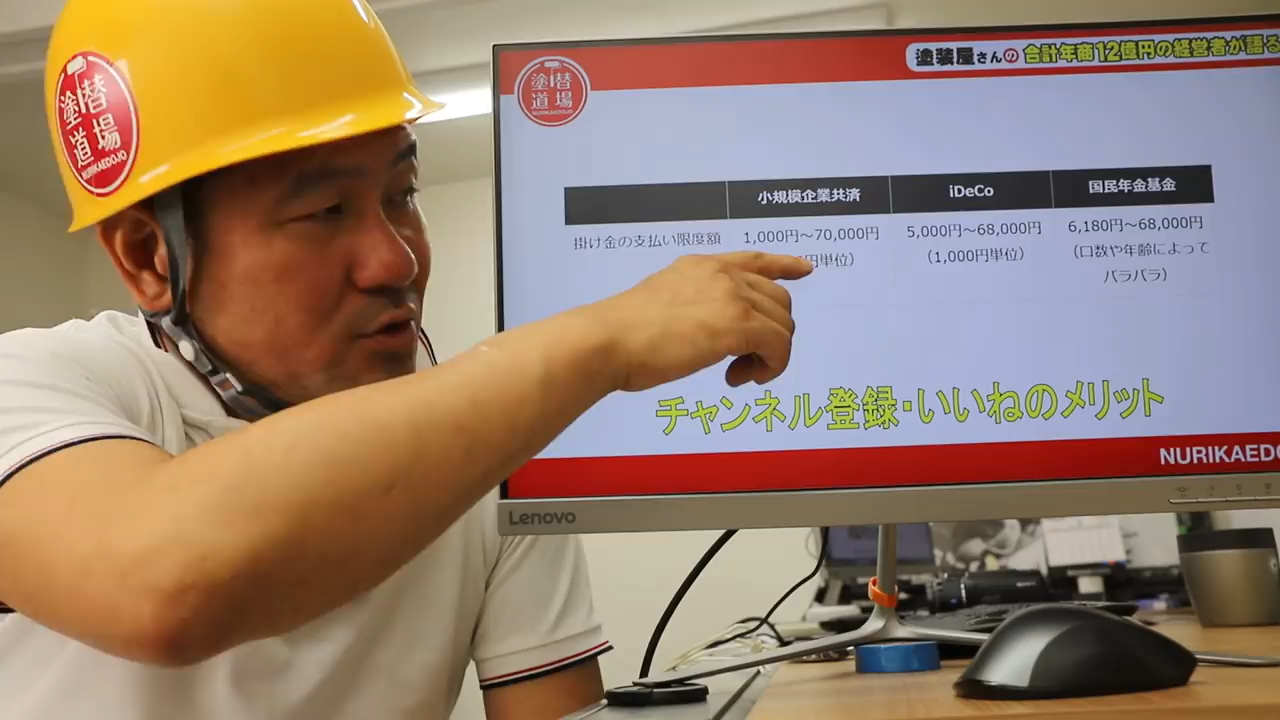 塗替
道場
NURIKAEDOJO
塗替
道場
NURIKAEDOJO
塗装屋さんの 合計年商12億円の経営者が語る
小規模企業共済
iDeCo
国民年金基金
掛け金の支払い限度額
1,000円～70,000円
円単位）
5,000円～68,000円
（1,000円単位）
6,180円～68,000円
（口数や年齢によって
バラバラ）
チャンネル登録・いいねのメリット
NURIKAEDO
Lenovo